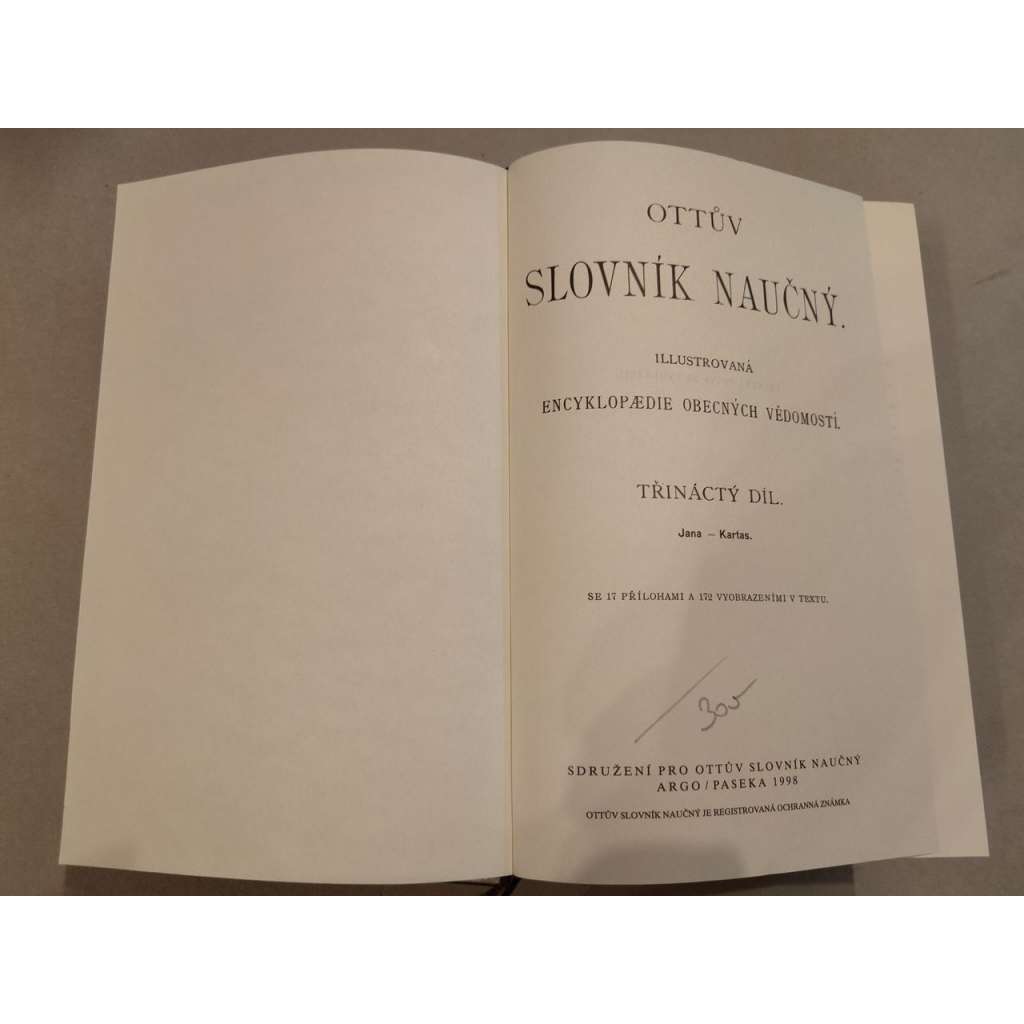 OTTŮV
SLOVNÍK NAUČNÝ.
ILLUSTROVANÁ
ENCYKLOPÆDIE OBECNÝCH VĚDOMOSTÍ.
TŘINÁCTÝ DÍL.
Jana – Kartas.
SE 17 PŘÍLOHAMI A 172 VYOBRAZENÍMI V TEXTU.
SDRUŽENÍ PRO OTTŮV SLOVNÍK NAUČNÝ
ARGO / PASEKA 1998
OTTŮV SLOVNÍK NAUČNÝ JE REGISTROVANÁ OCHRANNÁ ZNÁMKA